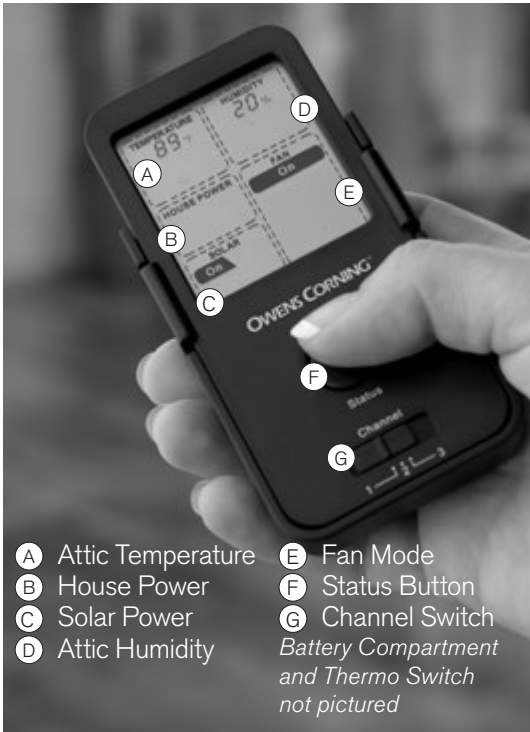 TEMPERATURE
89°F
HUMIDITY
20%
D
A
FAN
On
E
HOUSE POWER
B
SOLAR
On
C
OWENS CORNING
F
Status
Channel
G
1 2 3
A Attic Temperature
B House Power
C Solar Power
D Attic Humidity
E Fan Mode
F Status Button
G Channel Switch
Battery Compartment
and Thermo Switch
not pictured